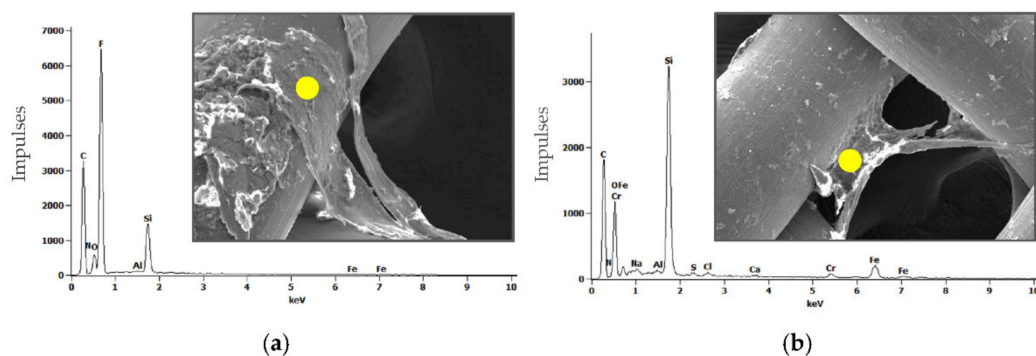 7000
6000
5000
4000
3000
2000
1000
0
Impulses
F
C
N O
Al
Si
Fe
Fe
0 1 2 3 4 5 6 7 8 9 10
keV
(a)
3000
2000
1000
0
Impulses
Si
C
OFe
Cr
N
Na
Al
S
Cl
Ca
Cr
Fe
Fe
0 1 2 3 4 5 6 7 8 9 10
keV
(b)